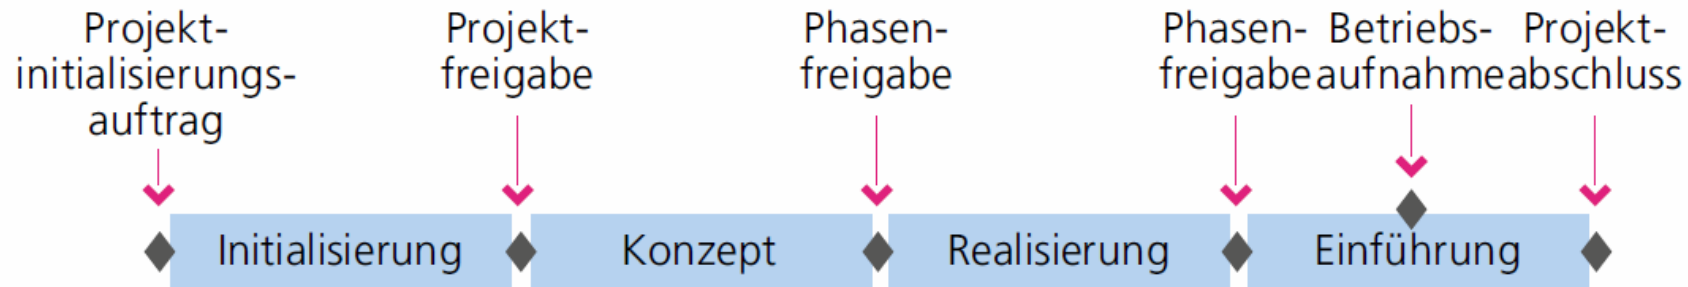 Projekt-
initialisierungs-
auftrag
Projekt-
freigabe
Phasen-
freigabe
Phasen-
freigabe
Betriebs-
aufnahme
Projekt-
abschluss
Initialisierung
Konzept
Realisierung
Einführung